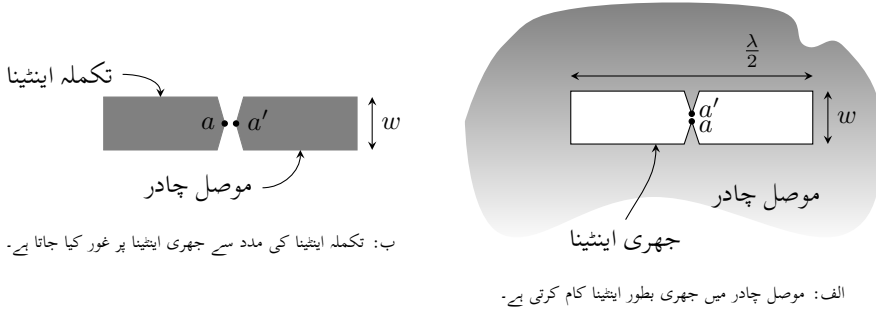 λ/2
a′
a
w
موصل چادر
جھری اینٹینا
الف: موصل چادر میں جھری بطور اینٹینا کام کرتی ہے۔
تکملہ اینٹینا
a a′
w
موصل چادر
ب: تکملہ اینٹینا کی مدد سے جھری اینٹینا پر غور کیا جاتا ہے۔